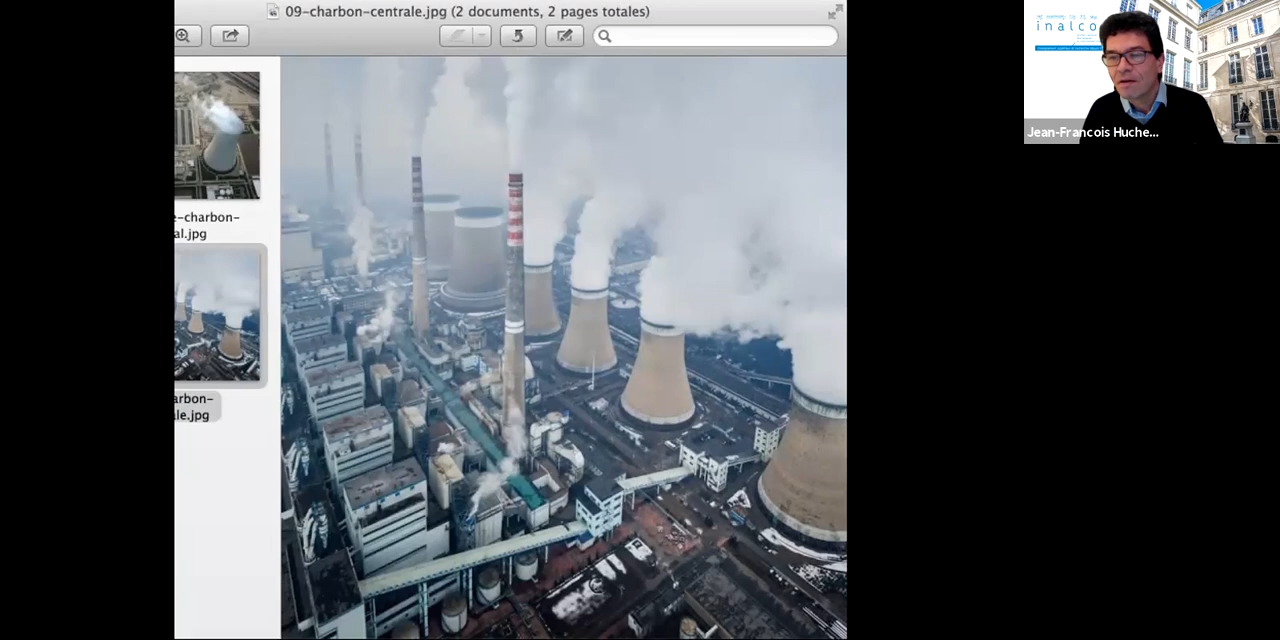 09-charbon-centrale.jpg (2 documents, 2 pages totales)
e-charbon-
al.jpg
arbon-
le.jpg
inalco
Jean-Francois Huche...